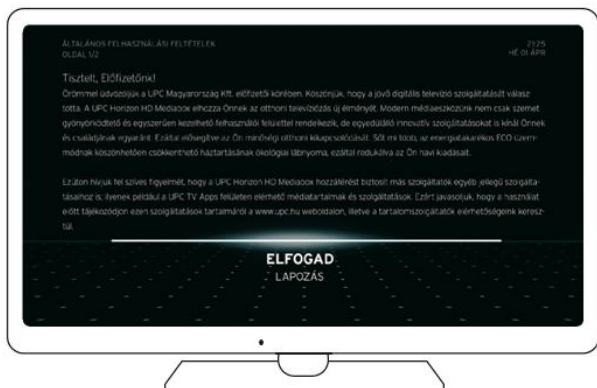 ÁLTALÁNOS FELHASZNÁLÁSI FELTÉTELEK
OLDAL 1/2
21:25
HÉ. 01 ÁPR
Tisztelt, Előfizetőnk!
Örömmel üdvözöljük a UPC Magyarország Kft. előfizetői körében. Köszönjük, hogy a jövő digitális televízió szolgáltatását válasz
totta. A UPC Horizon HD Mediabox elhozza Önnek az otthoni televíziózás új élményét. Modern médiaeszközünk nem csak szemet
gyönyörködtető és egyszerűen kezelhető felhasználói felülettel rendelkezik, de egyedülálló innovatív szolgáltatásokat is kínál Önnek
és családjának egyaránt. Ezáltal elősegítve az Ön minőségi otthoni kikapcsolódását. Sőt mi több, az energiatakarékos ECO üzem-
módnak köszönhetően csökkenthető háztartásának ökológiai lábnyoma, ezáltal redukálva az Ön havi kiadásait.
Ezúton hívjuk fel szíves figyelmét, hogy a UPC Horizon HD Mediabox hozzáférést biztosít más szolgáltatók egyéb jellegű szolgálta-
tásaihoz is, ilyenek például a UPC TV Apps felületen elérhető médiatartalmak és szolgáltatások. Ezért javasoljuk, hogy a használat
előtt tájékozódjon ezen szolgáltatások tartalmáról a www.upc.hu weboldalon, illetve a tartalomszolgáltatók elérhetőségeink keresz-
túl.
ELFOGAD
LAPOZÁS